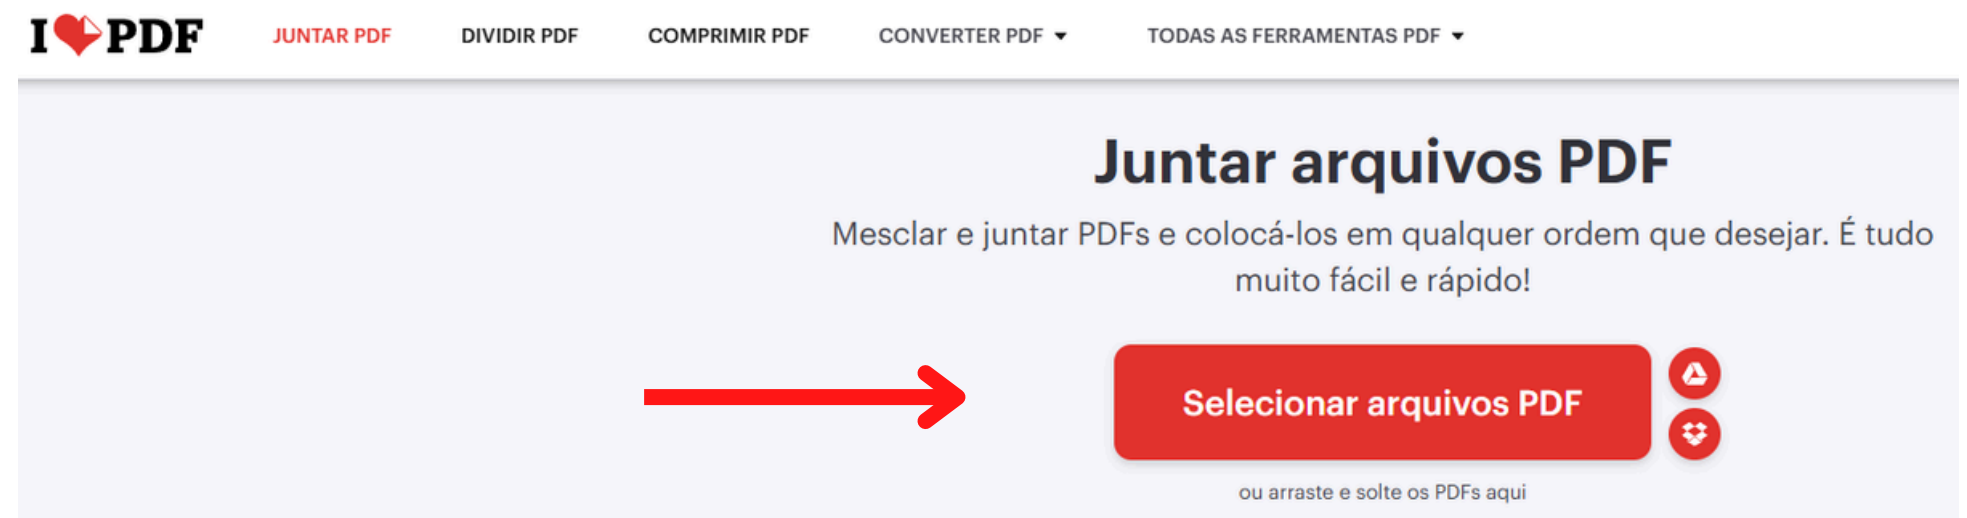 I PDF
JUNTAR PDF
DIVIDIR PDF
COMPRIMIR PDF
CONVERTER PDF
TODAS AS FERRAMENTAS PDF
Juntar arquivos PDF
Mesclar e juntar PDFs e colocá-los em qualquer ordem que desejar. É tudo
muito fácil e rápido!
Selecionar arquivos PDF
ou arraste e solte os PDFs aqui